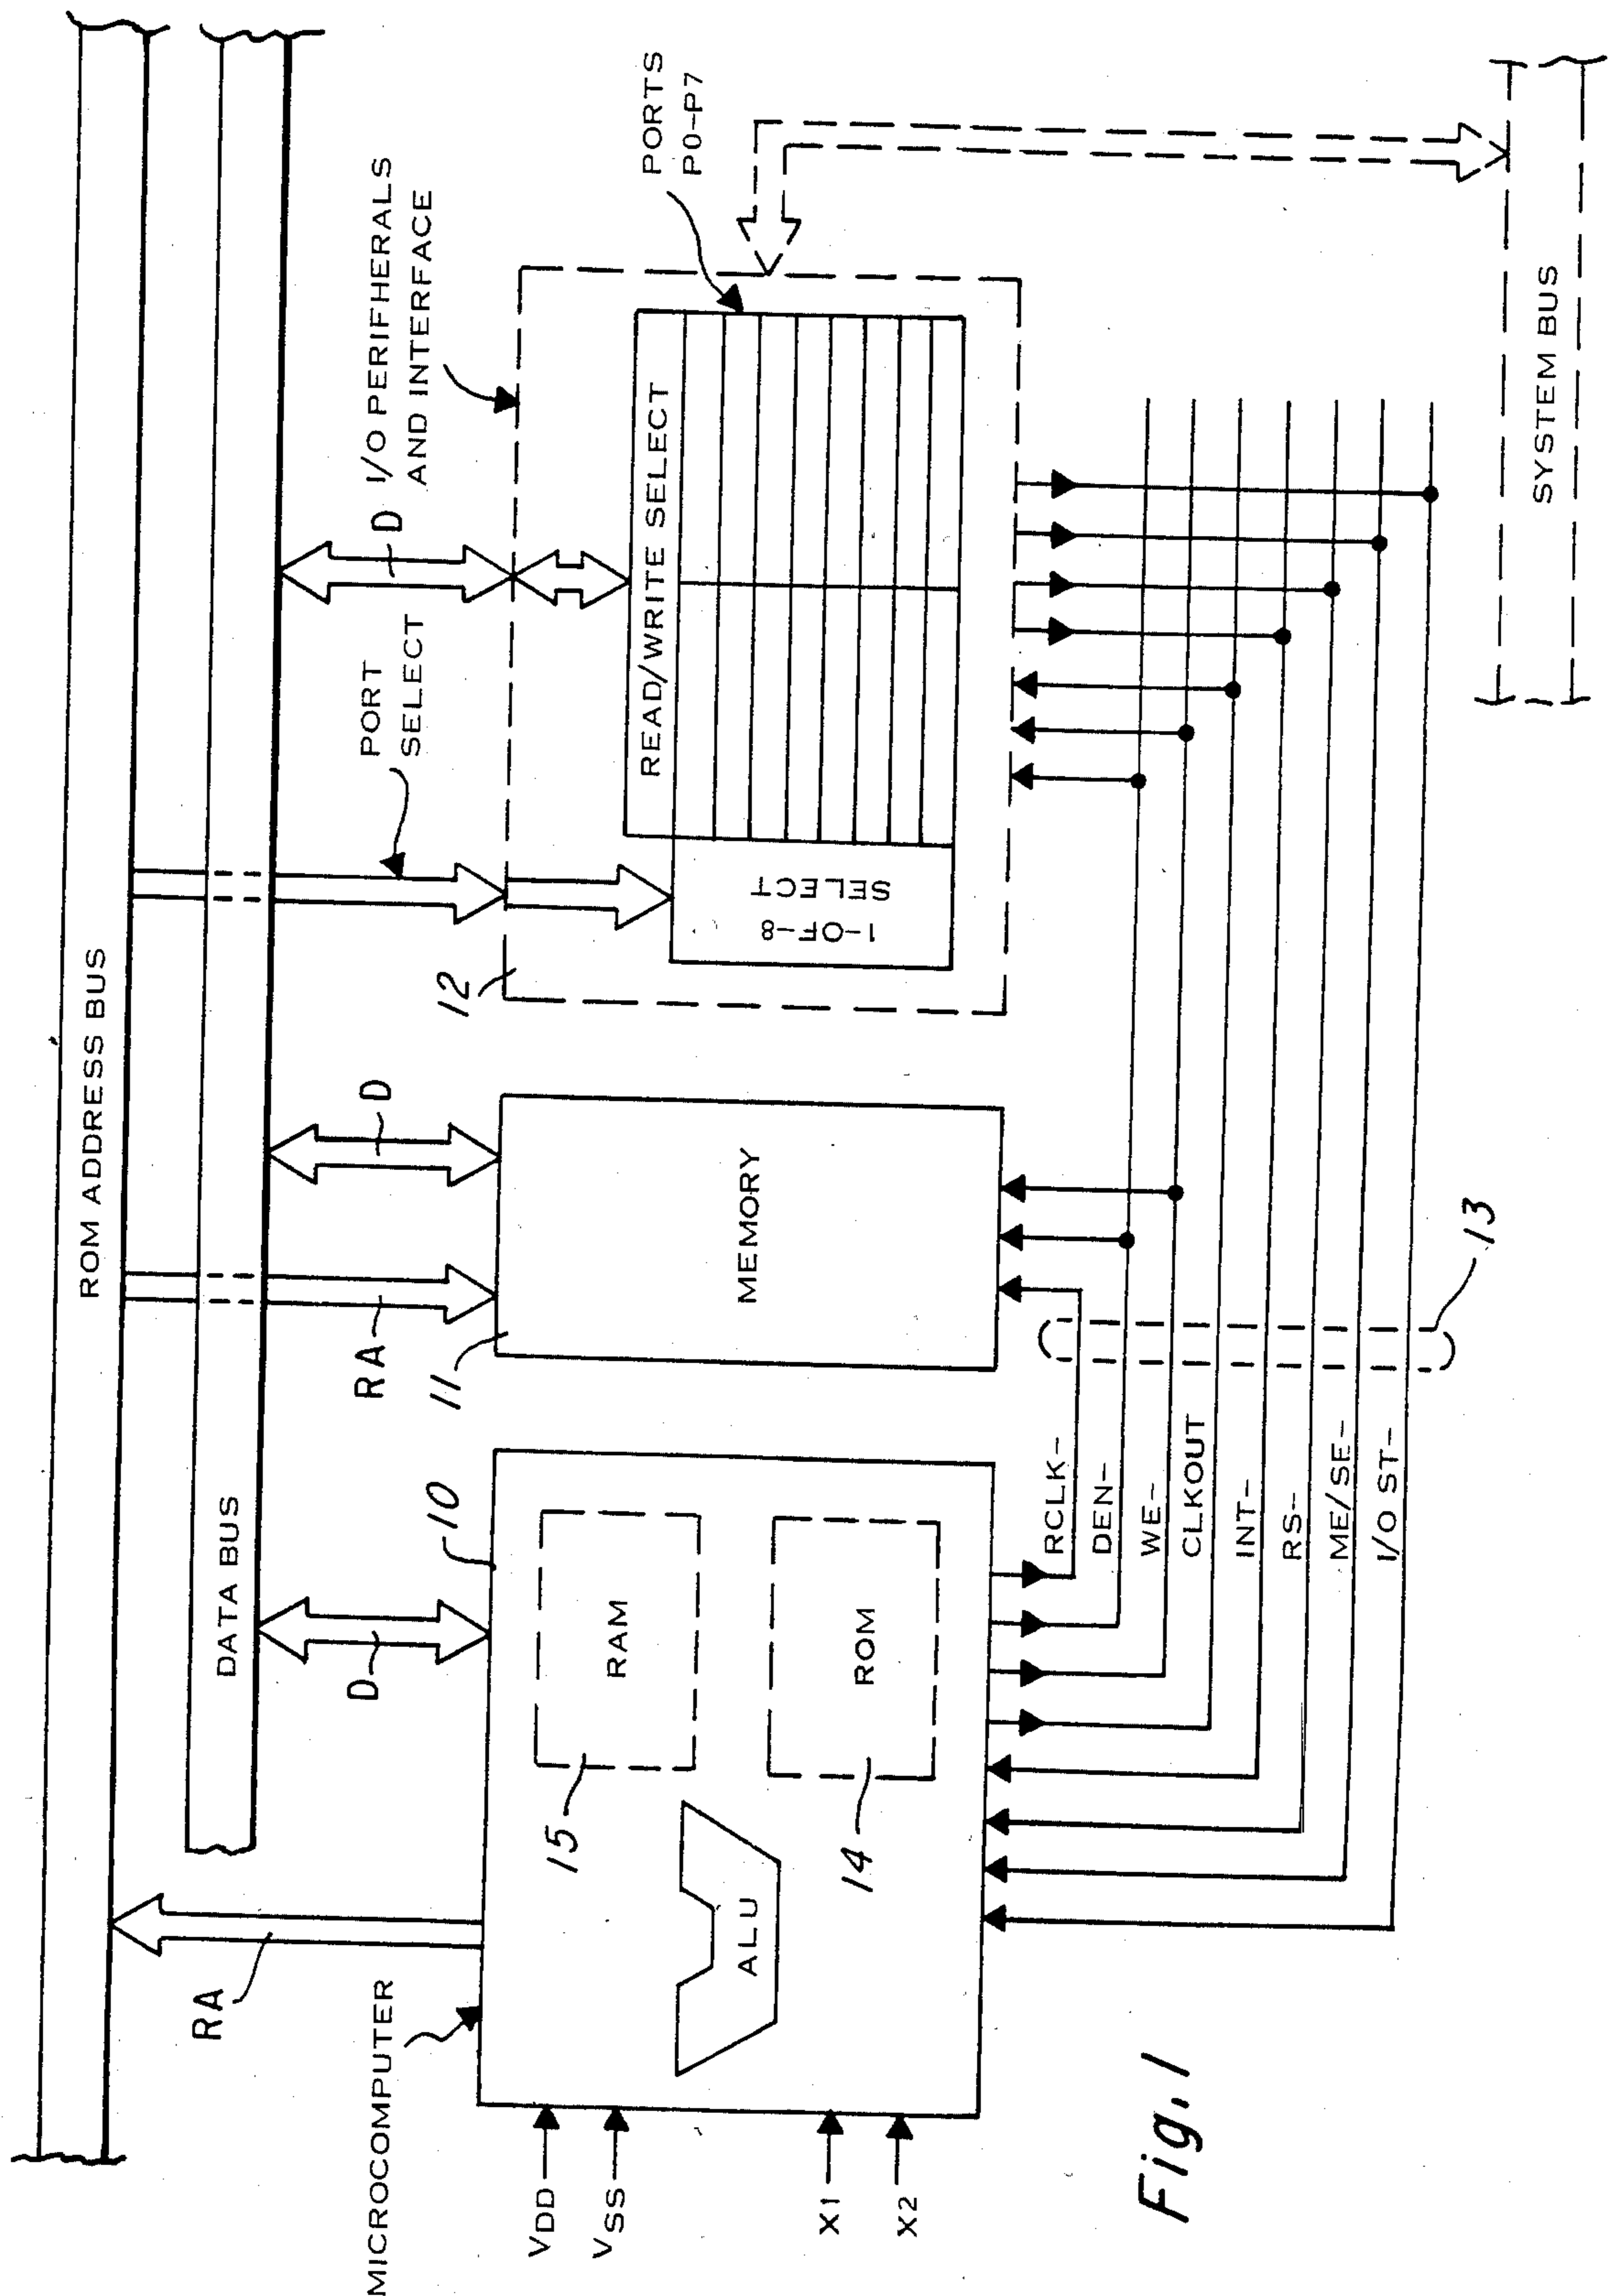 ROM ADDRESS BUS
DATA BUS
RA
MICROCOMPUTER
D
10
RA
11
D
12
PORT
SELECT
D
I/O PERIFHERALS
AND INTERFACE
PORTS
P0-P7
VDD
VSS
X1
X2
ALU
15
RAM
14
ROM
MEMORY
1-OF-8
SELECT
READ/WRITE SELECT
RCLK-
DEN-
WE-
CLKOUT
INT-
RS-
ME/SE-
I/O ST-
13
SYSTEM BUS
Fig.1